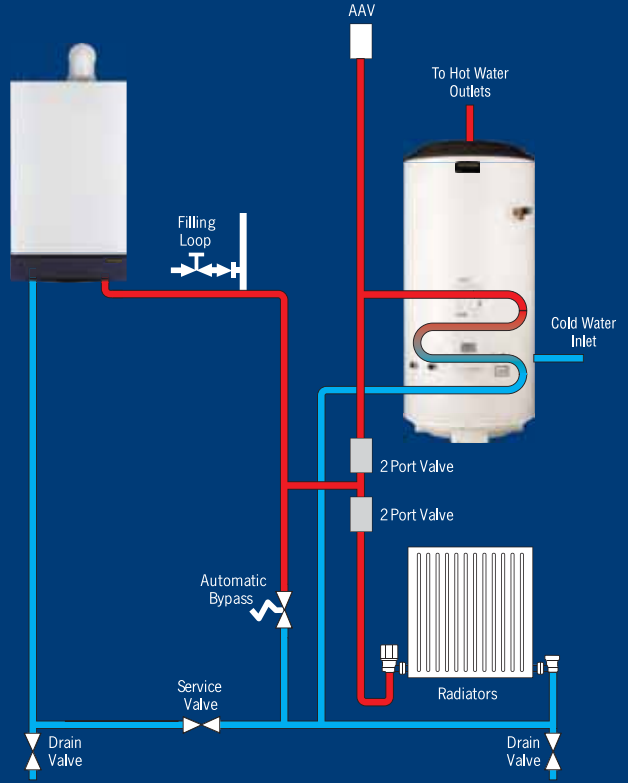 AAV
To Hot Water
Outlets
Filling
Loop
Cold Water
Inlet
2 Port Valve
2 Port Valve
Automatic
Bypass
Service
Valve
Radiators
Drain
Valve
Drain
Valve